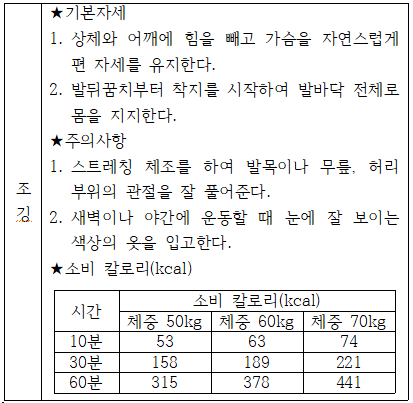 조깅
★기본자세
1. 상체와 어깨에 힘을 빼고 가슴을 자연스럽게
편 자세를 유지한다.
2. 발뒤꿈치부터 착지를 시작하여 발바닥 전체로
몸을 지지한다.
★주의사항
1. 스트레칭 체조를 하여 발목이나 무릎, 허리
부위의 관절을 잘 풀어준다.
2. 새벽이나 야간에 운동할 때 눈에 잘 보이는
색상의 옷을 입고한다.
★소비 칼로리(kcal)
시간 소비 칼로리(kcal)
체중 50kg 체중 60kg 체중 70kg
10분 53 63 74
30분 158 189 221
60분 315 378 441